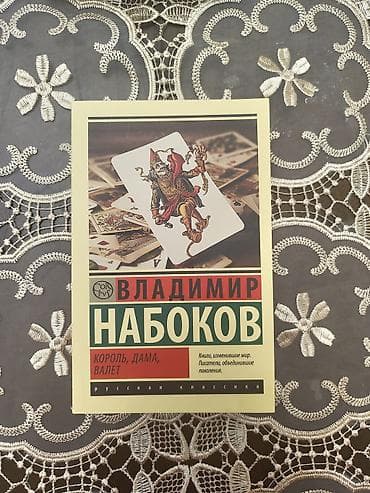 ВЛАДИМИР
НАБОКОВ
КОРОЛЬ, ДАМА,
ВАЛЕТ
Книги, изменившие мир.
Писатели, объединившие
поколения.
РУССКАЯ КЛАССИКА